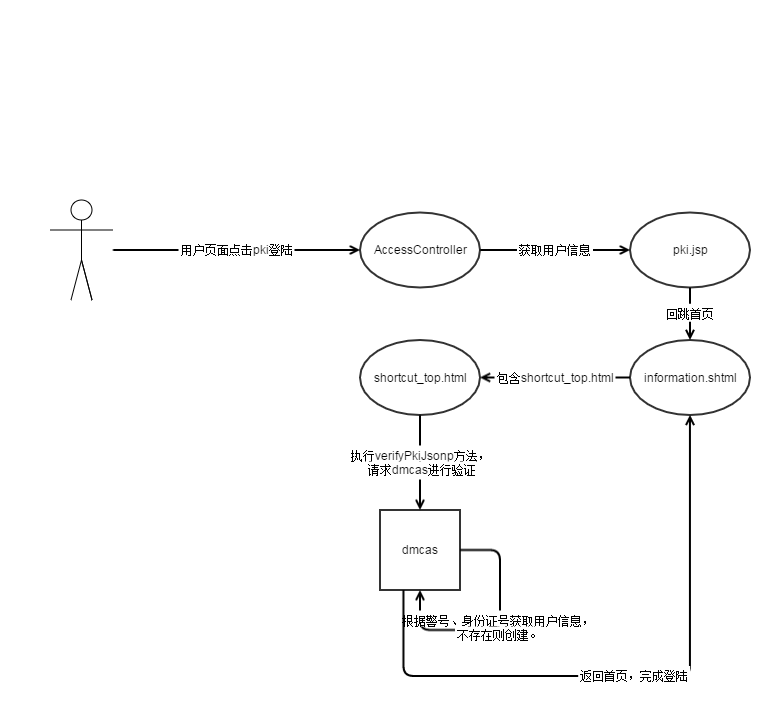 用户页面点击pki登陆
AccessController
获取用户信息
pki.jsp
回跳首页
shortcut_top.html
包含shortcut_top.html
information.shtml
执行verifyPkiJsonp方法，
请求dmcas进行验证
dmcas
根据警号、身份证号获取用户信息，
不存在则创建。
返回首页，完成登陆